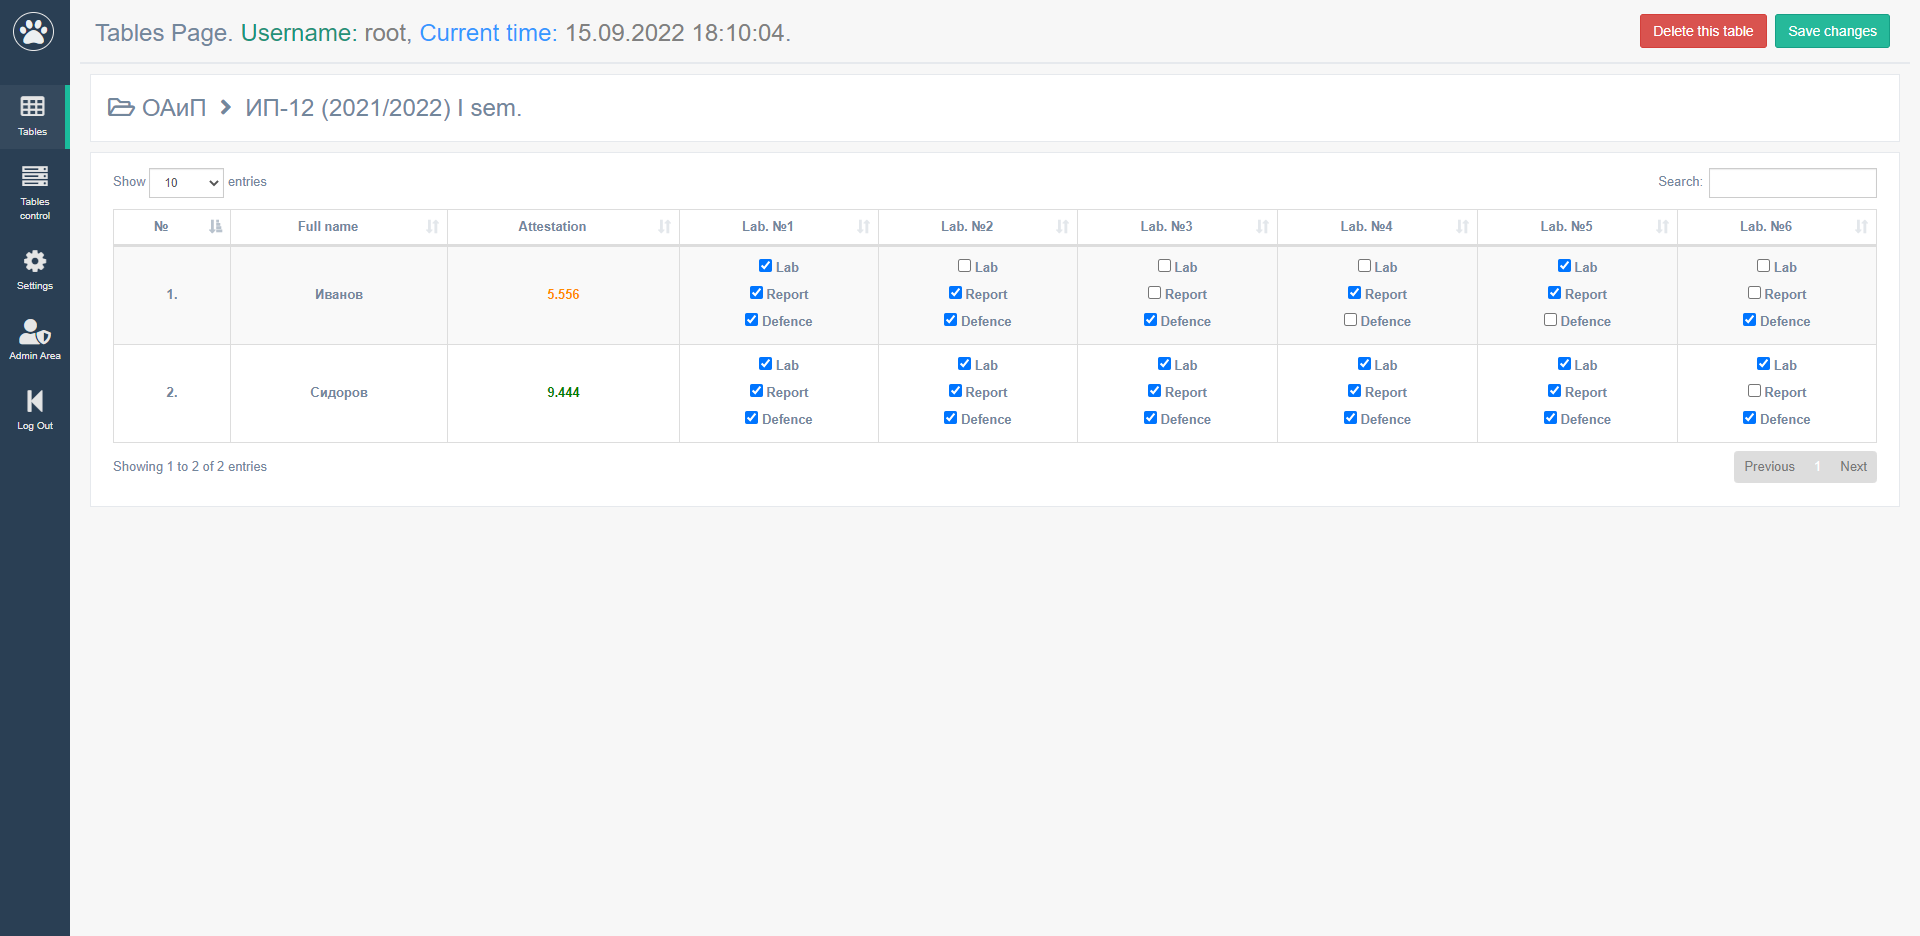 Tables Page. Username: root, Current time: 15.09.2022 18:10:04.
Delete this table
Save changes
Tables
Tables
control
Settings
Admin Area
Log Out
ОАиП
ИП-12 (2021/2022) I sem.
Show 10 entries
Search:
№ Full name Attestation Lab. №1 Lab. №2 Lab. №3 Lab. №4 Lab. №5 Lab. №6
Lab Lab Lab Lab Lab Lab
1. Иванов 5.556 Report Report Report Report Report Report
Defence Defence Defence Defence Defence Defence
Lab Lab Lab Lab Lab Lab
2. Сидоров 9.444 Report Report Report Report Report Report
Defence Defence Defence Defence Defence Defence
Showing 1 to 2 of 2 entries
Previous 1 Next